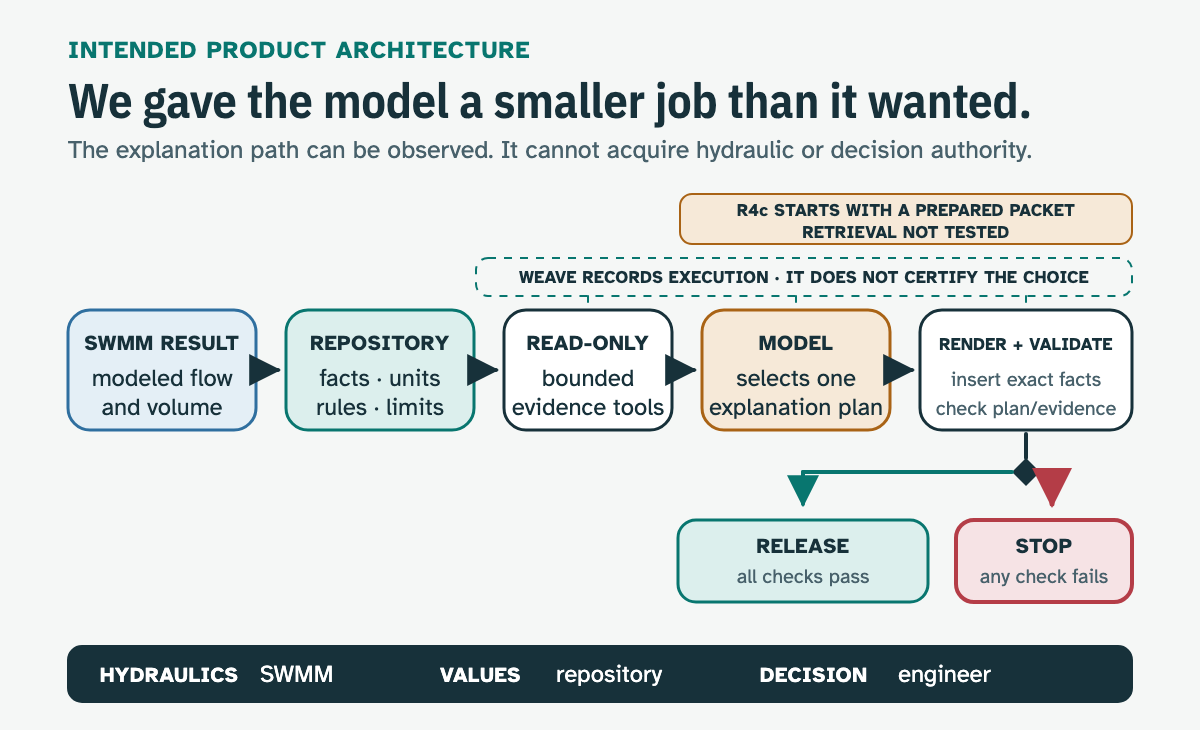 INTENDED PRODUCT ARCHITECTURE
We gave the model a smaller job than it wanted.
The explanation path can be observed. It cannot acquire hydraulic or decision authority.
R4c STARTS WITH A PREPARED PACKET
RETRIEVAL NOT TESTED
WEAVE RECORDS EXECUTION · IT DOES NOT CERTIFY THE CHOICE
SWMM RESULT
modeled flow
and volume
REPOSITORY
facts · units
rules · limits
READ-ONLY
bounded
evidence tools
MODEL
selects one
explanation plan
RENDER + VALIDATE
insert exact facts
check plan/evidence
RELEASE
all checks pass
STOP
any check fails
HYDRAULICS SWMM VALUES repository DECISION engineer